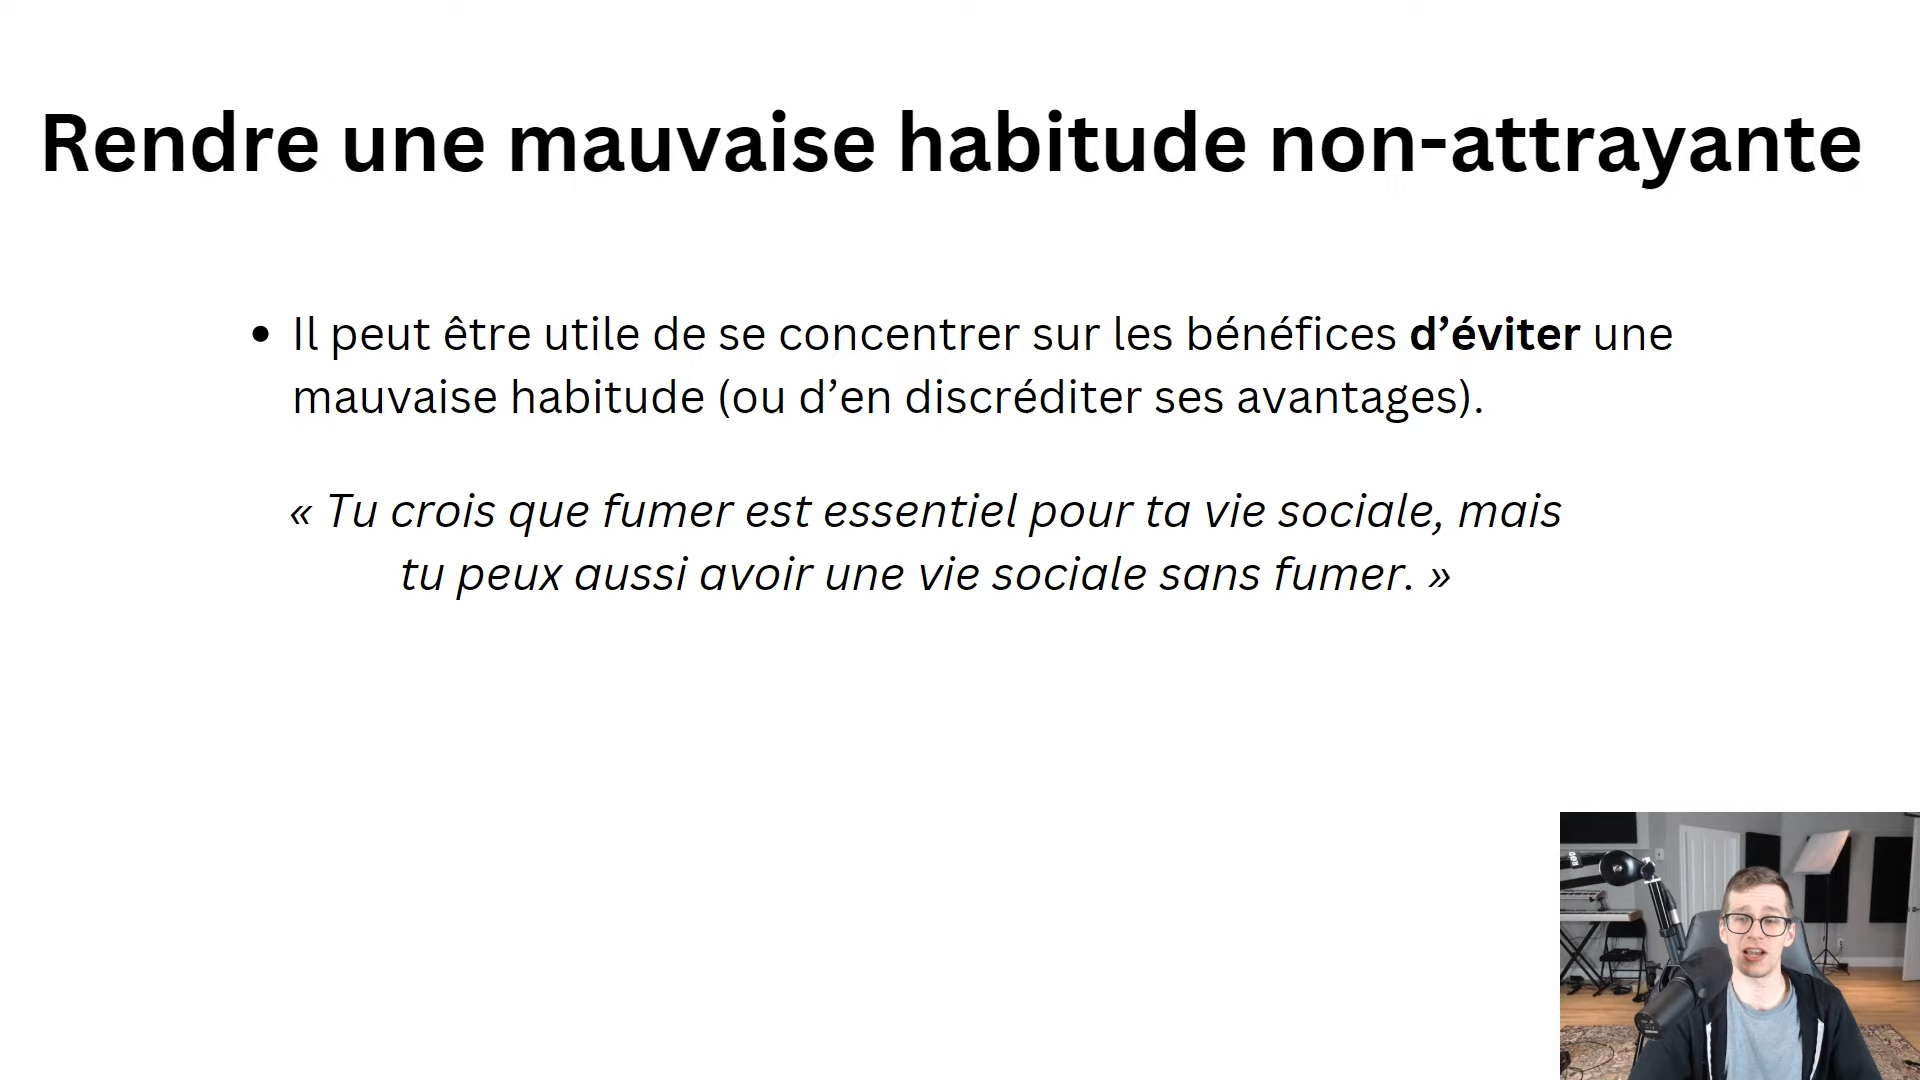 Rendre une mauvaise habitude non-attrayante
• Il peut être utile de se concentrer sur les bénéfices d’éviter une
mauvaise habitude (ou d’en discréditer ses avantages).
« Tu crois que fumer est essentiel pour ta vie sociale, mais
tu peux aussi avoir une vie sociale sans fumer. »